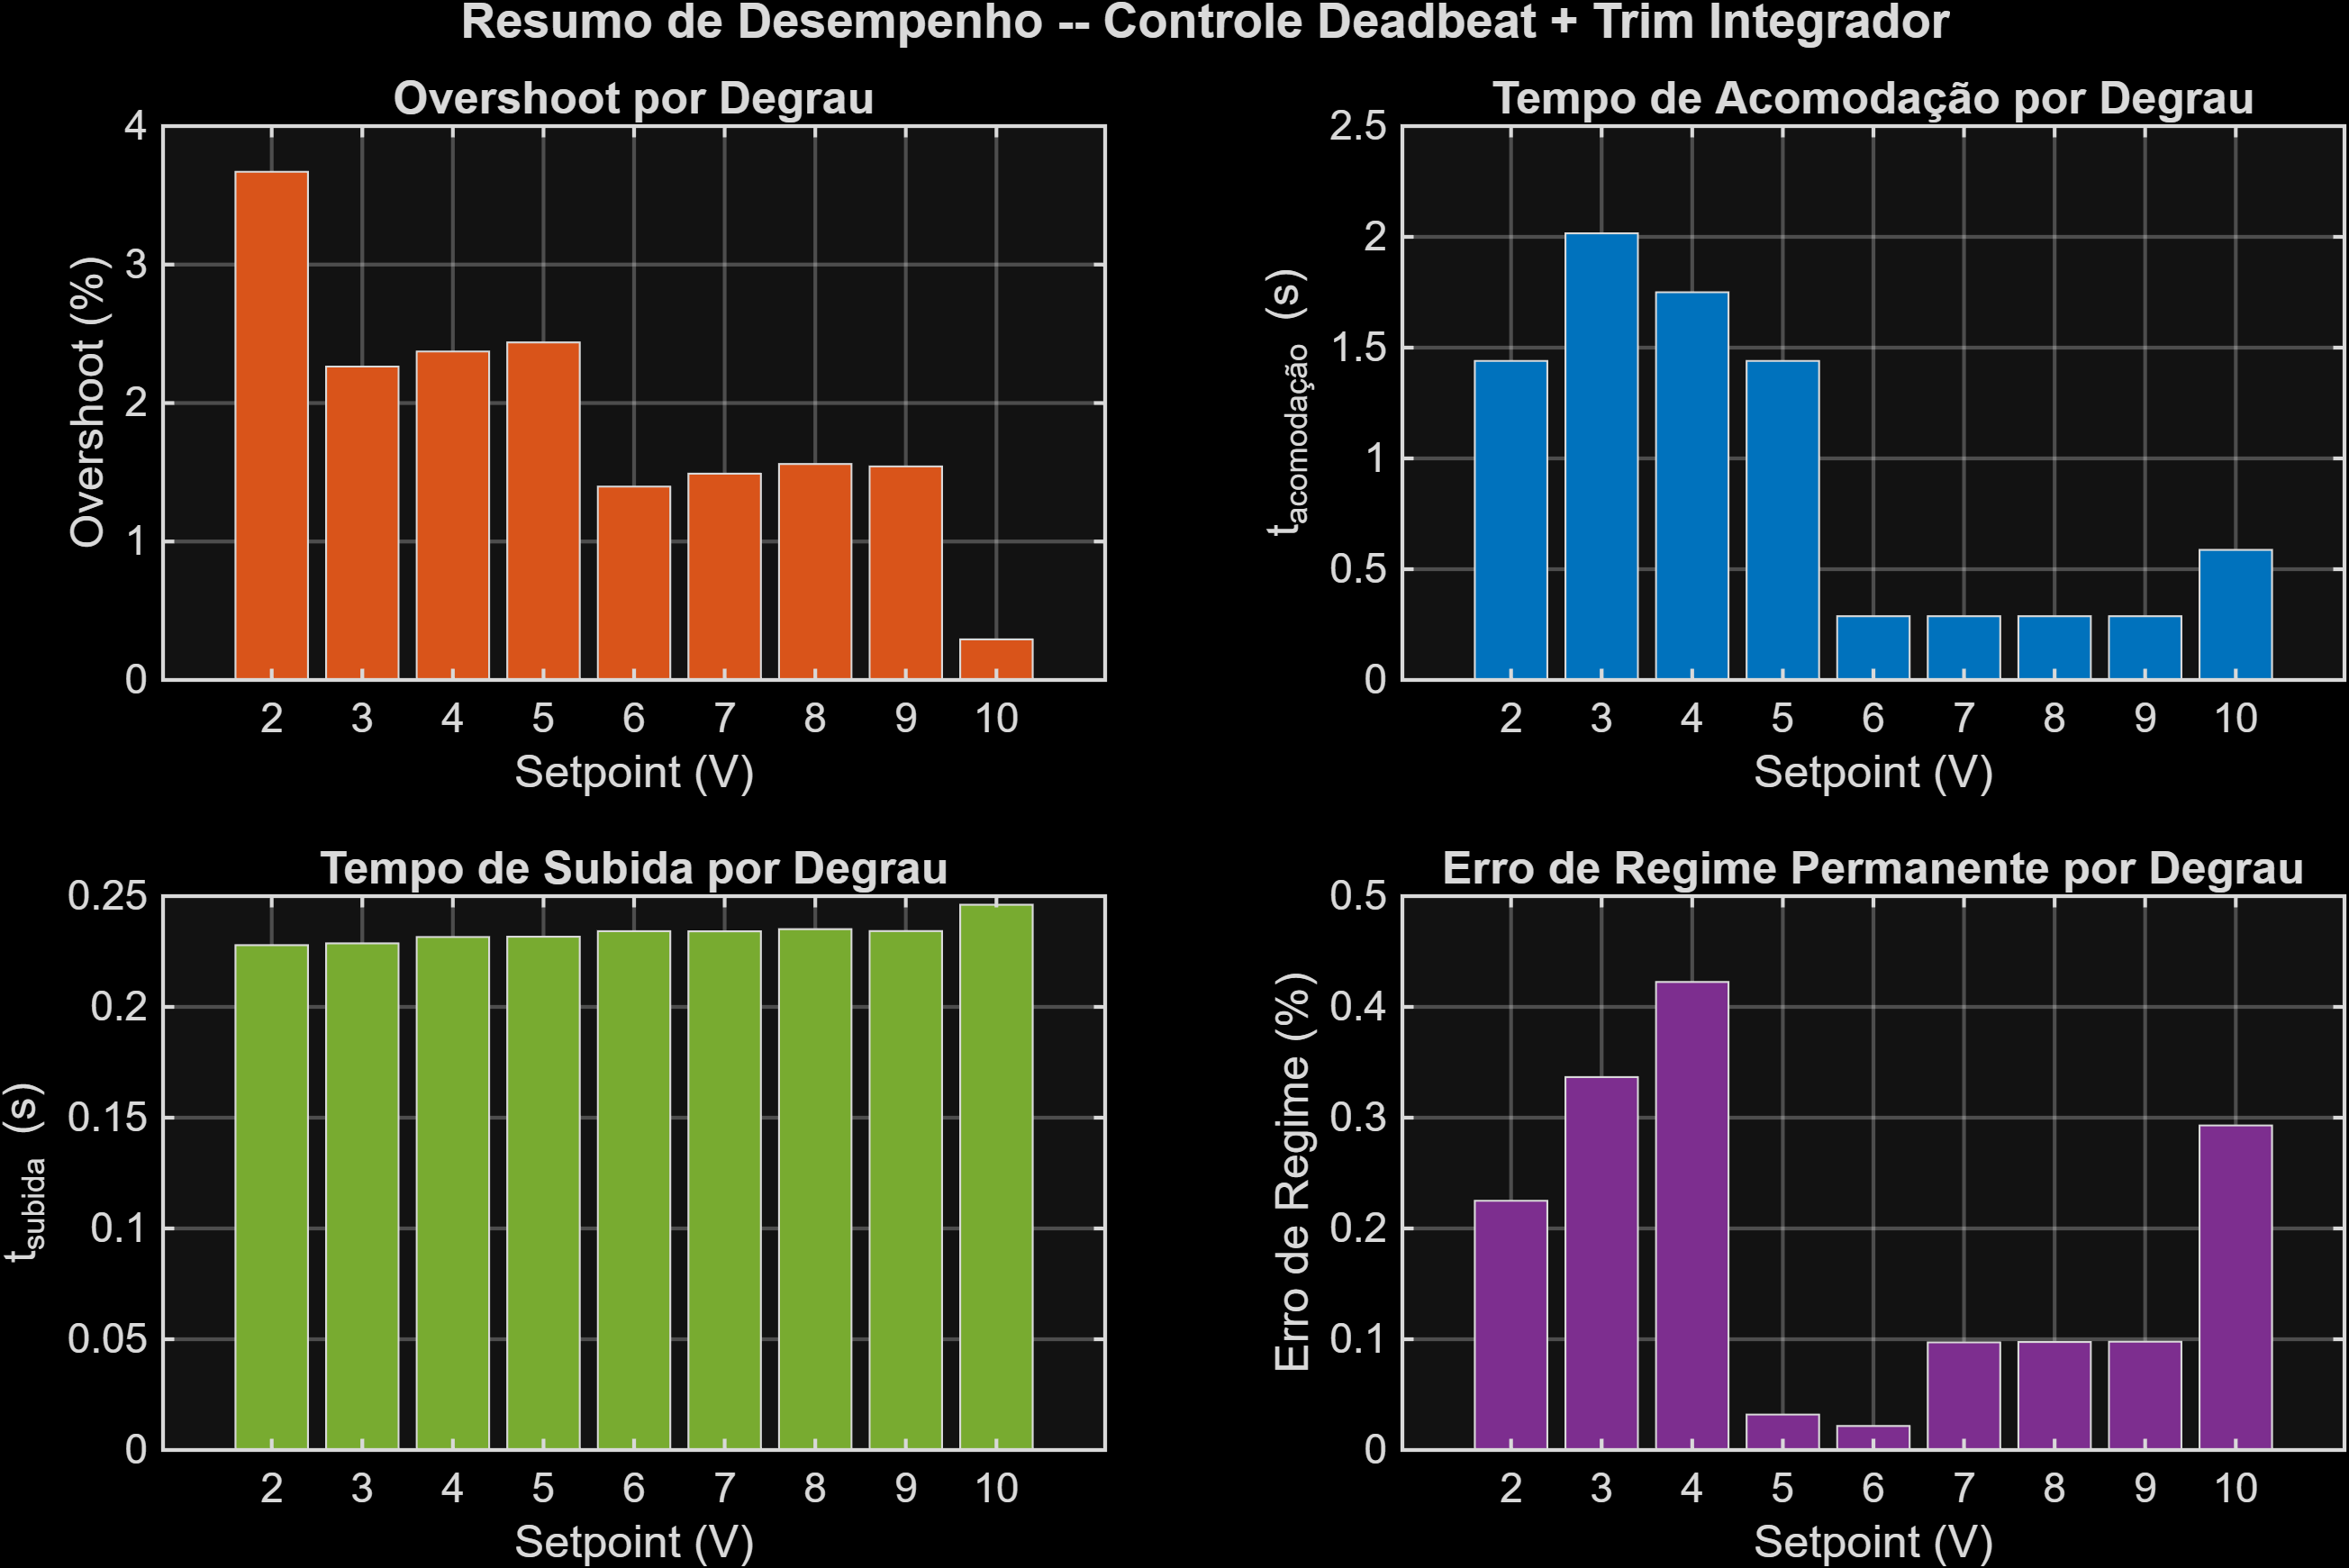 Resumo de Desempenho -- Controle Deadbeat + Trim Integrador
Overshoot por Degrau
Overshoot (%)
4
3
2
1
0
2 3 4 5 6 7 8 9 10
Setpoint (V)
Tempo de Acomodação por Degrau
t_acomodação (s)
2.5
2
1.5
1
0.5
0
2 3 4 5 6 7 8 9 10
Setpoint (V)
Tempo de Subida por Degrau
t_subida (s)
0.25
0.2
0.15
0.1
0.05
0
2 3 4 5 6 7 8 9 10
Setpoint (V)
Erro de Regime Permanente por Degrau
Erro de Regime (%)
0.5
0.4
0.3
0.2
0.1
0
2 3 4 5 6 7 8 9 10
Setpoint (V)